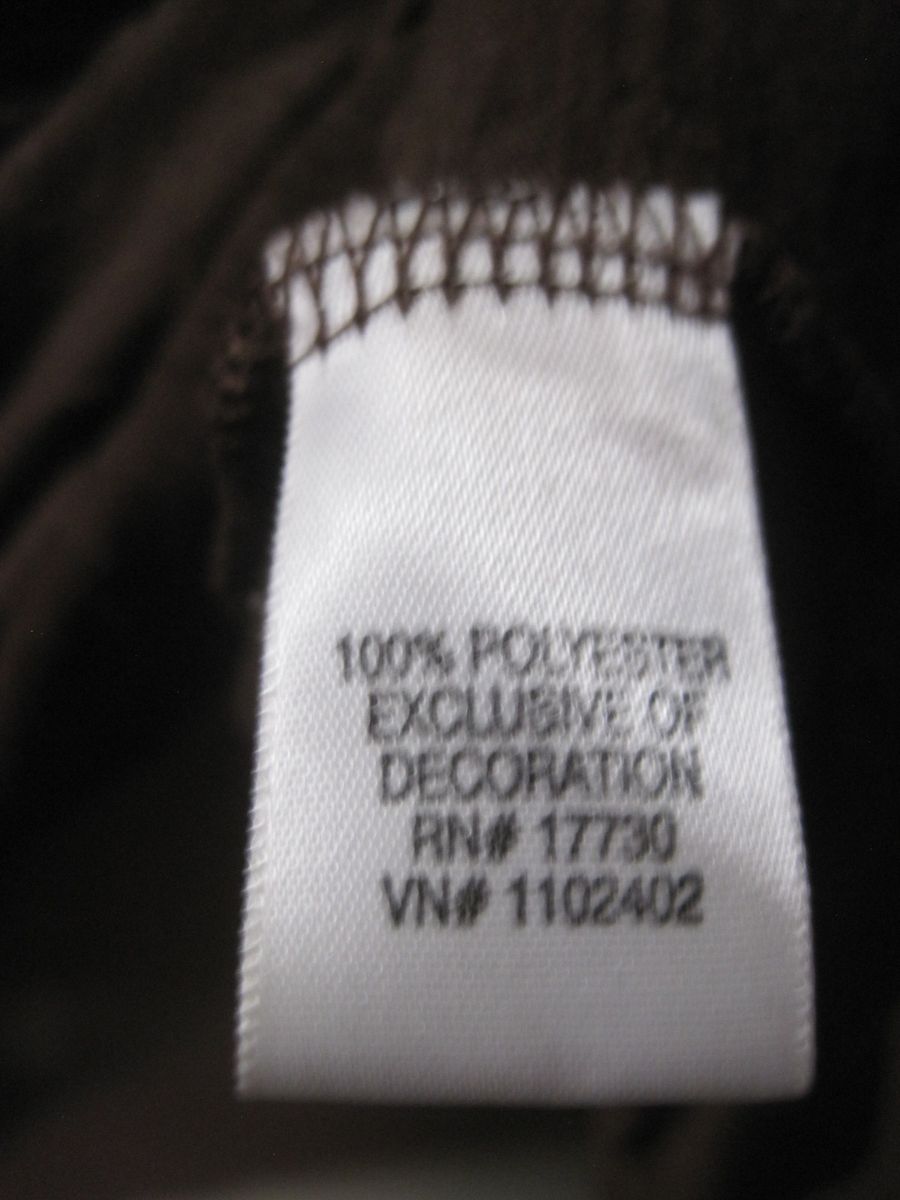 100% POLYESTER
EXCLUSIVE OF
DECORATION
RN# 17730
VN# 1102402